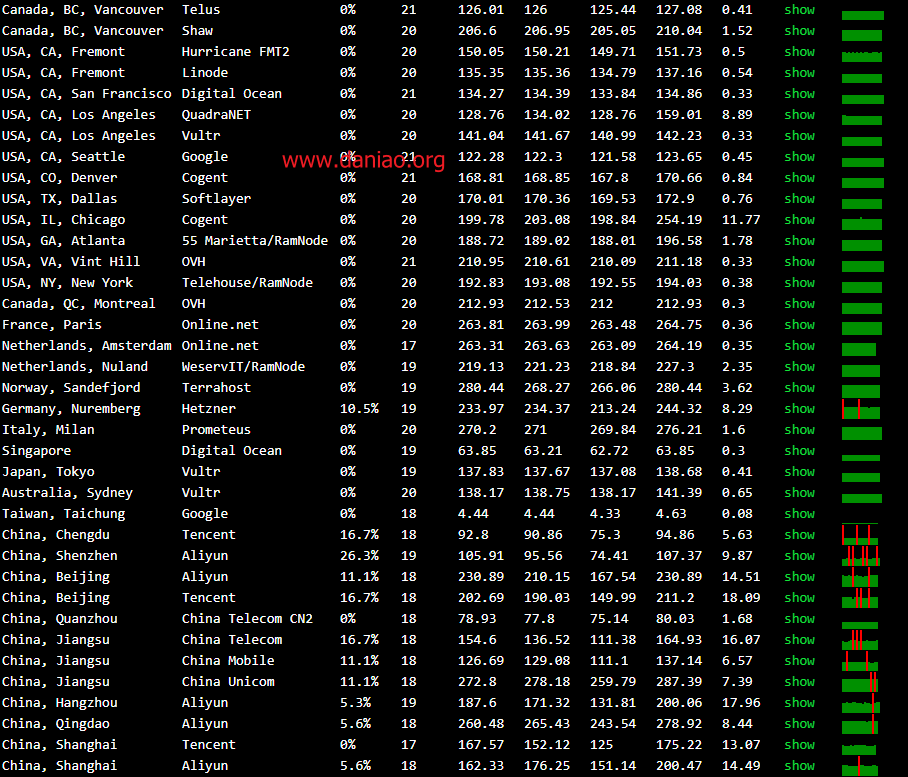 Canada, BC, Vancouver Telus 0% 21 126.01 126 125.44 127.08 0.41 show
Canada, BC, Vancouver Shaw 0% 20 206.6 206.95 205.05 210.04 1.52 show
USA, CA, Fremont Hurricane FMT2 0% 20 150.05 150.21 149.71 151.73 0.5 show
USA, CA, Fremont Linode 0% 20 135.35 135.36 134.79 137.16 0.54 show
USA, CA, San Francisco Digital Ocean 0% 21 134.27 134.39 133.84 134.86 0.33 show
USA, CA, Los Angeles QuadraNET 0% 20 128.76 134.02 128.76 159.01 8.89 show
USA, CA, Los Angeles Vultr 0% 20 141.04 141.67 140.99 142.23 0.33 show
USA, CA, Seattle Google 0% 21 122.28 122.3 121.58 123.65 0.45 show
www.daniao.org
USA, CO, Denver Cogent 0% 21 168.81 168.85 167.8 170.66 0.84 show
USA, TX, Dallas Softlayer 0% 20 170.01 170.36 169.53 172.9 0.76 show
USA, IL, Chicago Cogent 0% 20 199.78 203.08 198.84 254.19 11.77 show
USA, GA, Atlanta 55 Marietta/RamNode 0% 20 188.72 189.02 188.01 196.58 1.78 show
USA, VA, Vint Hill OVH 0% 21 210.95 210.61 210.09 211.18 0.33 show
USA, NY, New York Telehouse/RamNode 0% 20 192.83 193.08 192.55 194.03 0.38 show
Canada, QC, Montreal OVH 0% 20 212.93 212.53 212 212.93 0.3 show
France, Paris Online.net 0% 20 263.81 263.99 263.48 264.75 0.36 show
Netherlands, Amsterdam Online.net 0% 17 263.31 263.63 263.09 264.19 0.35 show
Netherlands, Nuland WeservIT/RamNode 0% 19 219.13 221.23 218.84 227.3 2.35 show
Norway, Sandefjord Terrahost 0% 19 280.44 268.27 266.06 280.44 3.62 show
Germany, Nuremberg Hetzner 10.5% 19 233.97 234.37 213.24 244.32 8.29 show
Italy, Milan Prometeus 0% 20 270.2 271 269.84 276.21 1.6 show
Singapore Digital Ocean 0% 19 63.85 63.21 62.72 63.85 0.3 show
Japan, Tokyo Vultr 0% 19 137.83 137.67 137.08 138.68 0.41 show
Australia, Sydney Vultr 0% 20 138.17 138.75 138.17 141.39 0.65 show
Taiwan, Taichung Google 0% 18 4.44 4.44 4.33 4.63 0.08 show
China, Chengdu Tencent 16.7% 18 92.8 90.86 75.3 94.86 5.63 show
China, Shenzhen Aliyun 26.3% 19 105.91 95.56 74.41 107.37 9.87 show
China, Beijing Aliyun 11.1% 18 230.89 210.15 167.54 230.89 14.51 show
China, Beijing Tencent 16.7% 18 202.69 190.03 149.99 211.2 18.09 show
China, Quanzhou China Telecom CN2 0% 18 78.93 77.8 75.14 80.03 1.68 show
China, Jiangsu China Telecom 16.7% 18 154.6 136.52 111.38 164.93 16.07 show
China, Jiangsu China Mobile 11.1% 18 126.69 129.08 111.1 137.14 6.57 show
China, Jiangsu China Unicom 11.1% 18 272.8 278.18 259.79 287.39 7.39 show
China, Hangzhou Aliyun 5.3% 19 187.6 171.32 131.81 200.06 17.96 show
China, Qingdao Aliyun 5.6% 18 260.48 265.43 243.54 278.92 8.44 show
China, Shanghai Tencent 0% 17 167.57 152.12 125 175.22 13.07 show
China, Shanghai Aliyun 5.6% 18 162.33 176.25 151.14 200.47 14.49 show